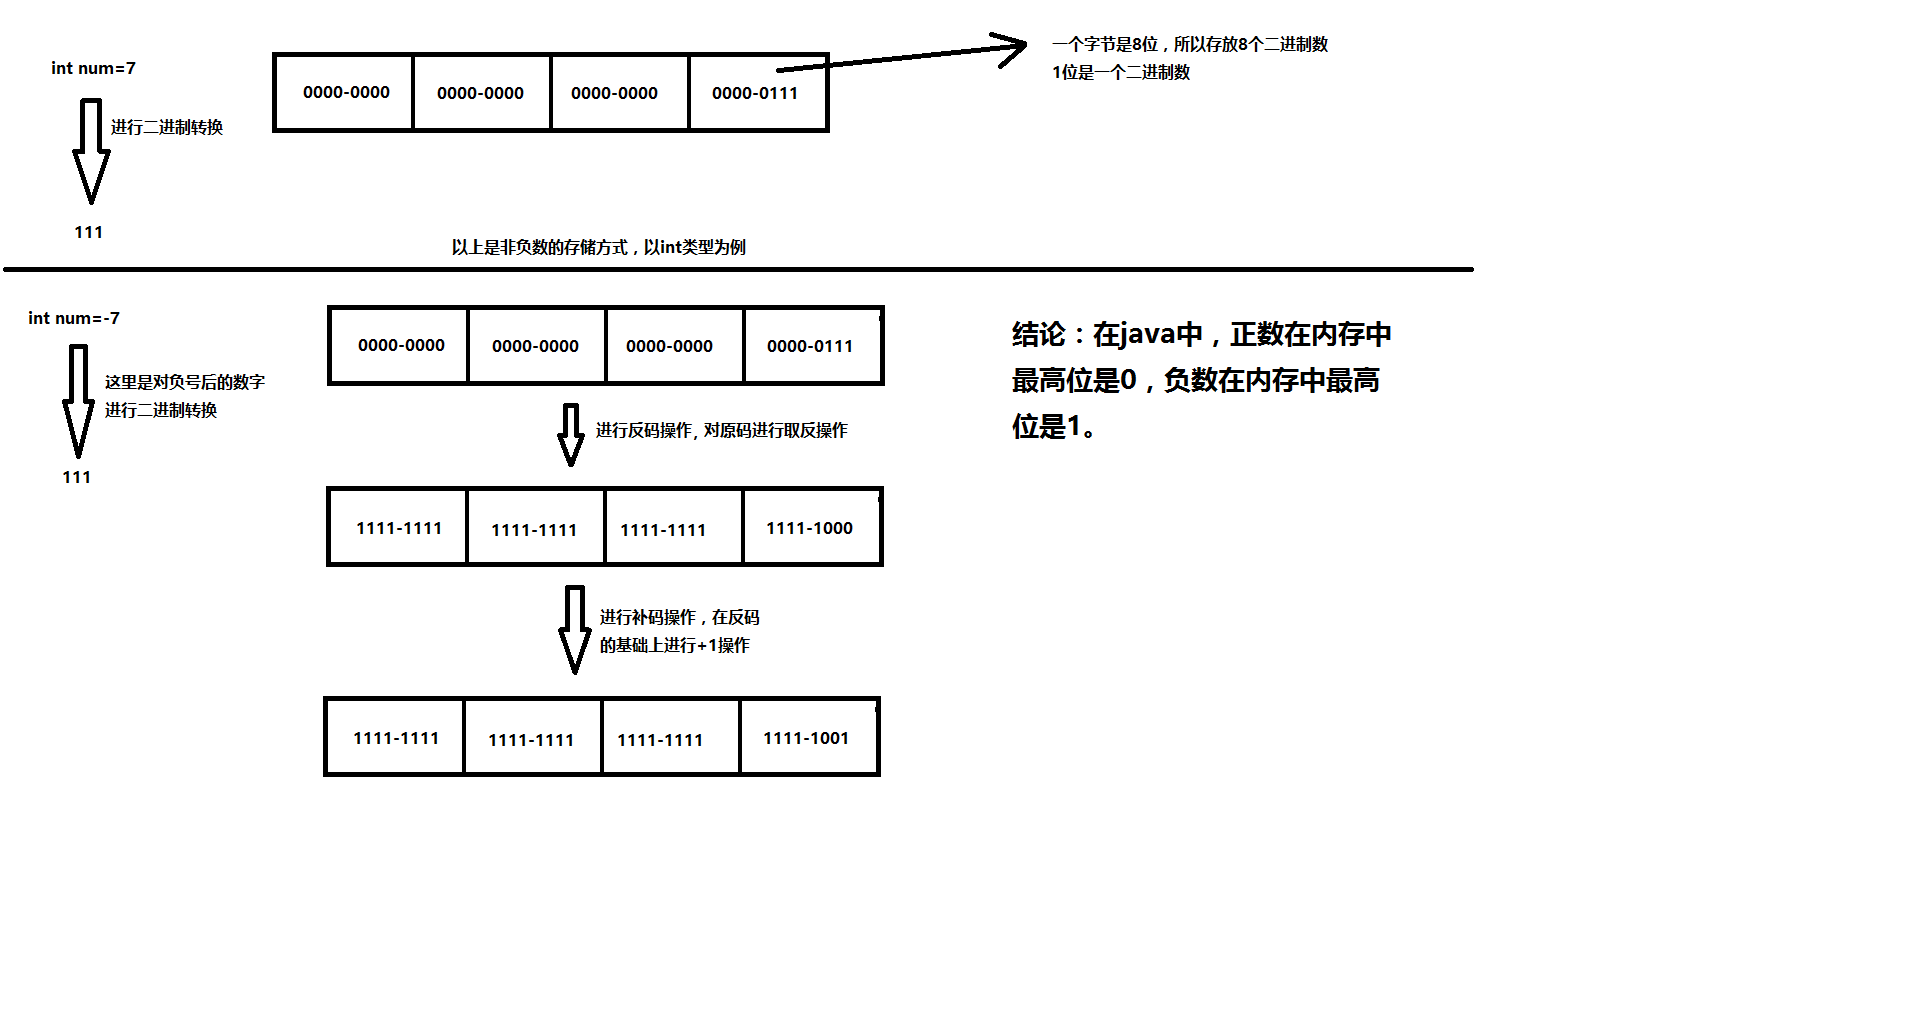 int num=7
进行二进制转换
111
0000-0000 0000-0000 0000-0000 0000-0111
一个字节是8位，所以存放8个二进制数
1位是一个二进制数
以上是非负数的存储方式，以int类型为例
int num=-7
这里是对负号后的数字
进行二进制转换
111
0000-0000 0000-0000 0000-0000 0000-0111
进行反码操作，对原码进行取反操作
1111-1111 1111-1111 1111-1111 1111-1000
进行补码操作，在反码
的基础上进行+1操作
1111-1111 1111-1111 1111-1111 1111-1001
结论：在java中，正数在内存中
最高位是0，负数在内存中最高
位是1。